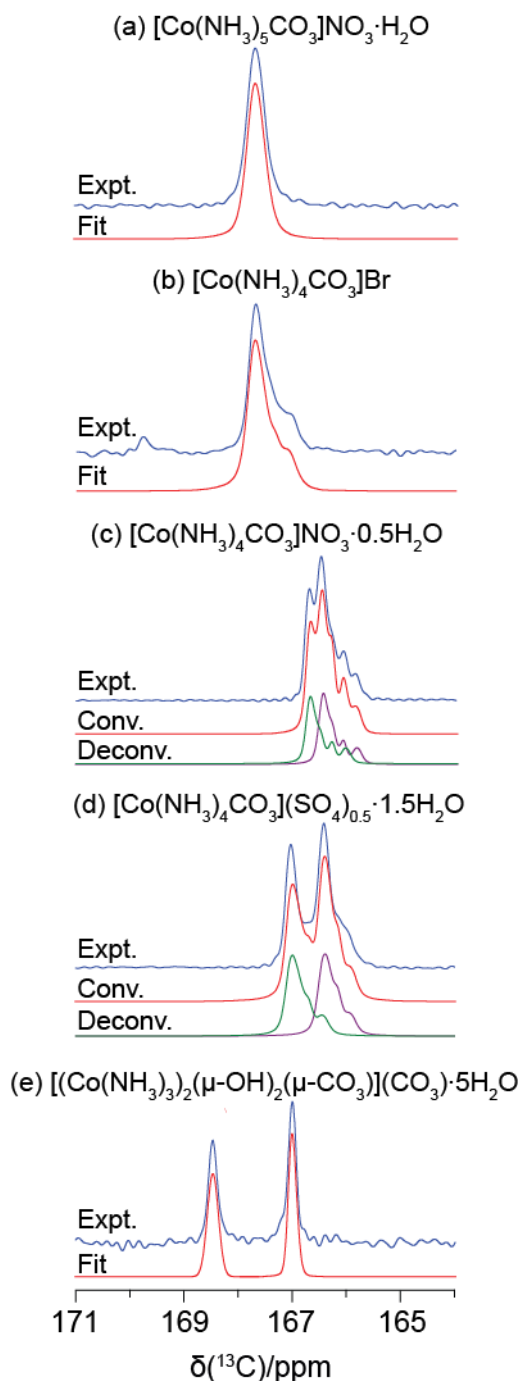 (a) [Co(NH₃)₅CO₃]NO₃·H₂O
Expt.
Fit
(b) [Co(NH₃)₄CO₃]Br
Expt.
Fit
(c) [Co(NH₃)₄CO₃]NO₃·0.5H₂O
Expt.
Conv.
Deconv.
(d) [Co(NH₃)₄CO₃](SO₄)₀.₅·1.5H₂O
Expt.
Conv.
Deconv.
(e) [(Co(NH₃)₃)₂(μ-OH)₂(μ-CO₃)](CO₃)·5H₂O
Expt.
Fit
171 169 167 165
δ(¹³C)/ppm